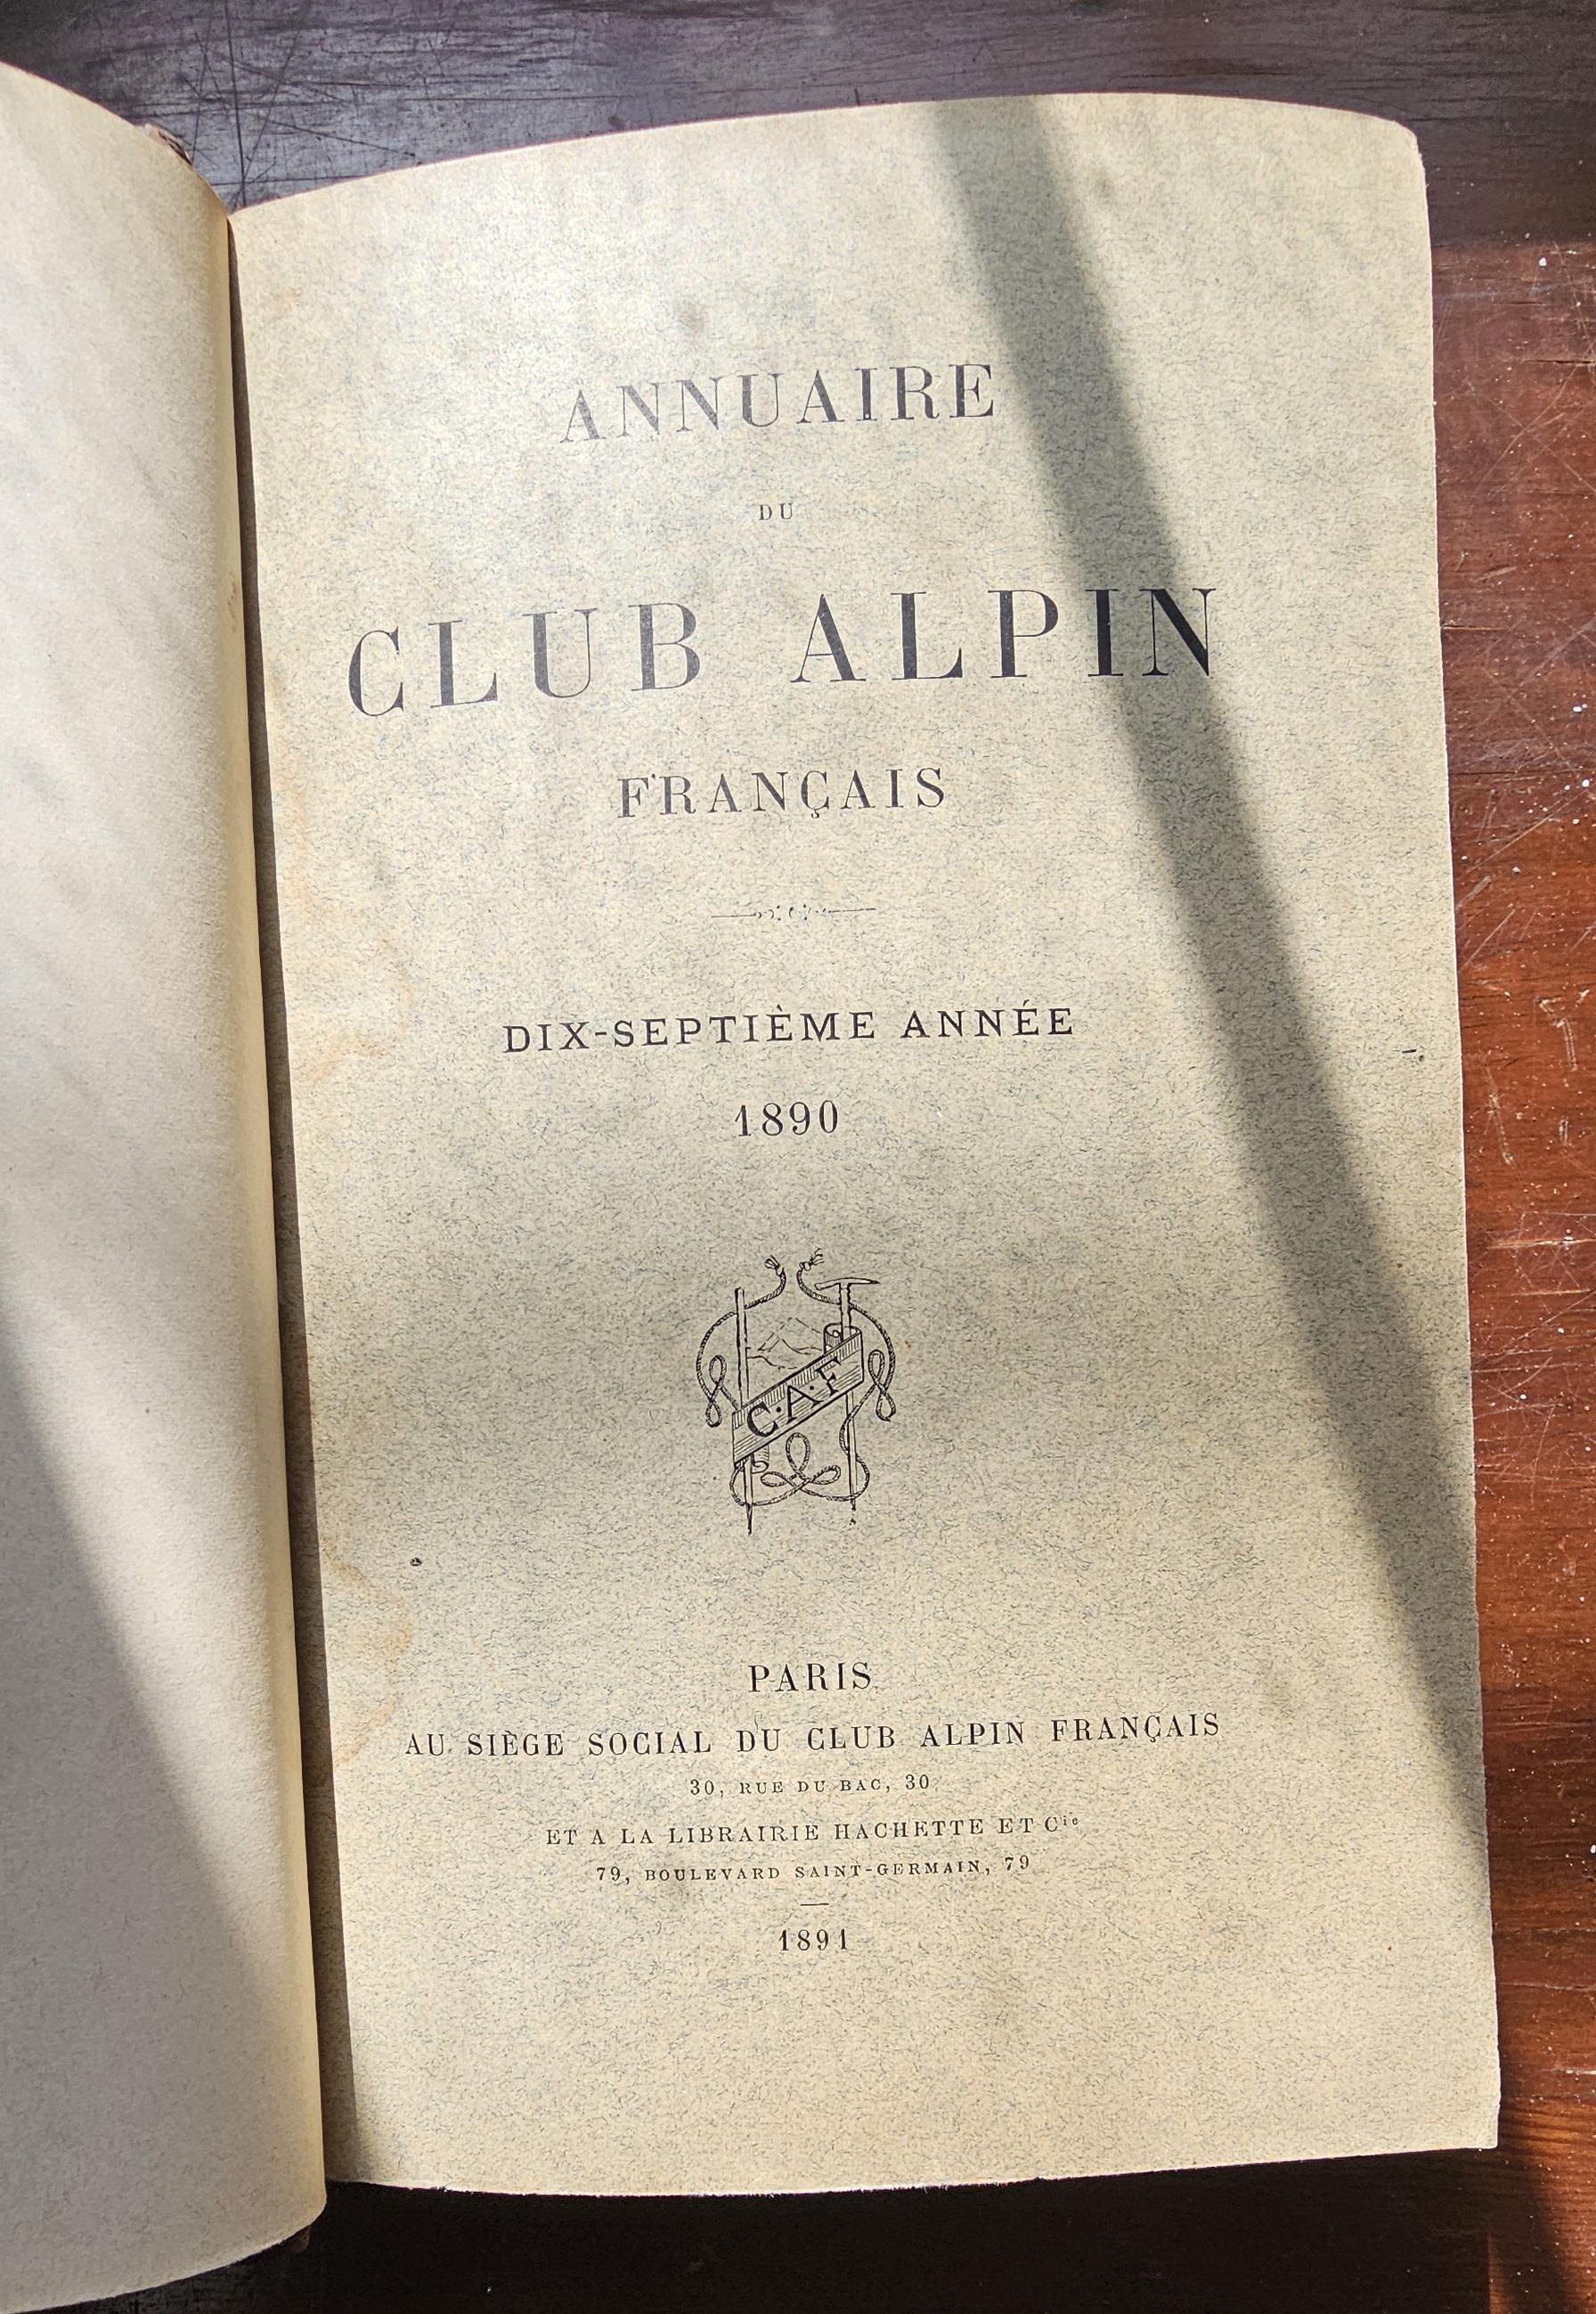 ANNUAIRE
DU
CLUB ALPIN
FRANÇAIS
DIX-SEPTIÈME ANNÉE
1890
C·A·F
PARIS
AU SIÈGE SOCIAL DU CLUB ALPIN FRANÇAIS
30, RUE DU BAC, 30
ET A LA LIBRAIRIE HACHETTE ET Cie
79, BOULEVARD SAINT-GERMAIN, 79
1891